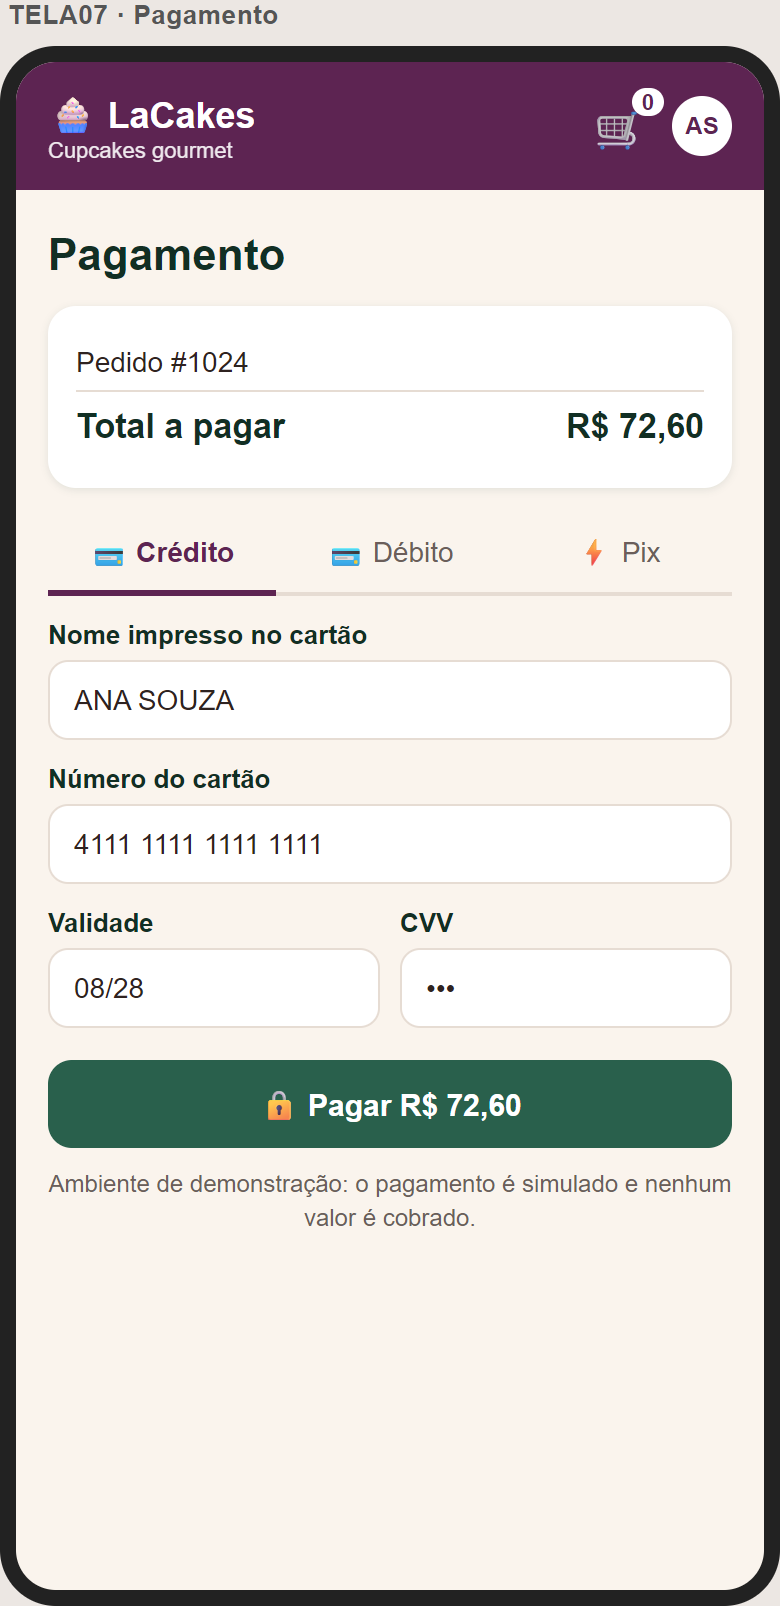 TELA07 · Pagamento
LaCakes
0
AS
Cupcakes gourmet
Pagamento
Pedido #1024
Total a pagar R$ 72,60
Crédito Débito Pix
Nome impresso no cartão
ANA SOUZA
Número do cartão
4111 1111 1111 1111
Validade CVV
08/28 •••
Pagar R$ 72,60
Ambiente de demonstração: o pagamento é simulado e nenhum
valor é cobrado.